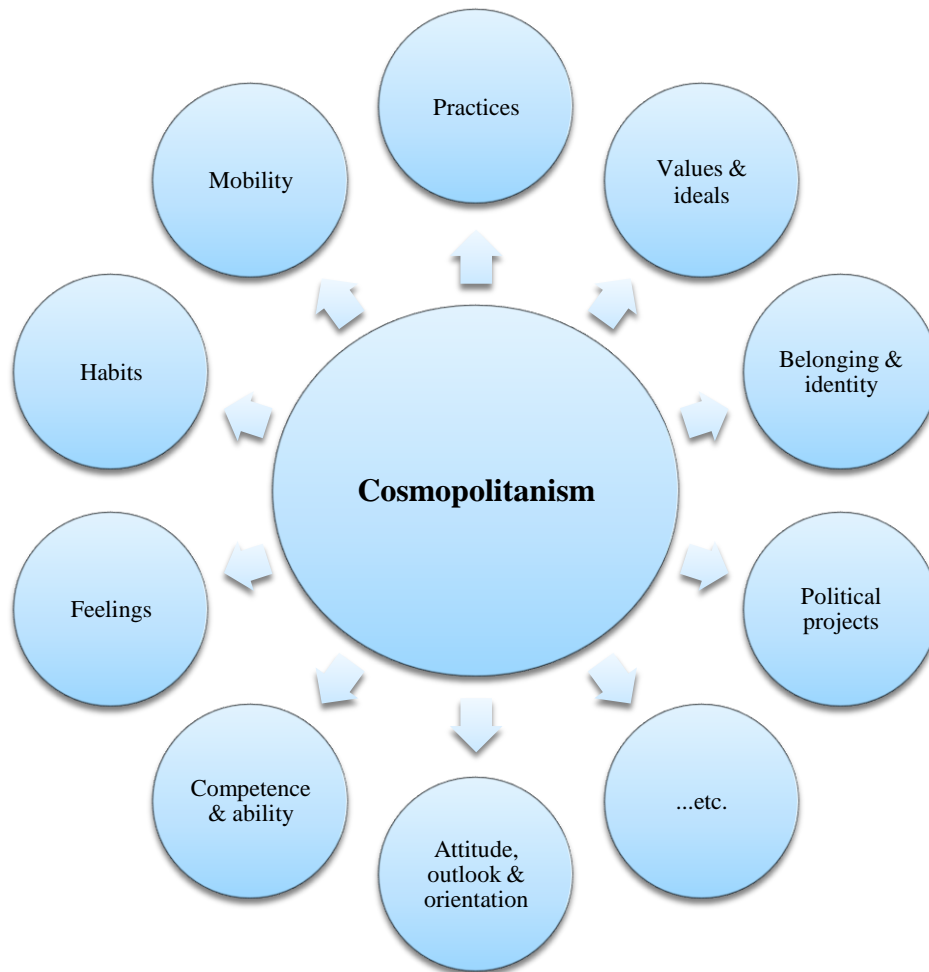 Practices
Values &
ideals
Mobility
Belonging &
identity
Habits
Cosmopolitanism
Feelings
Political
projects
Competence
& ability
...etc.
Attitude,
outlook &
orientation